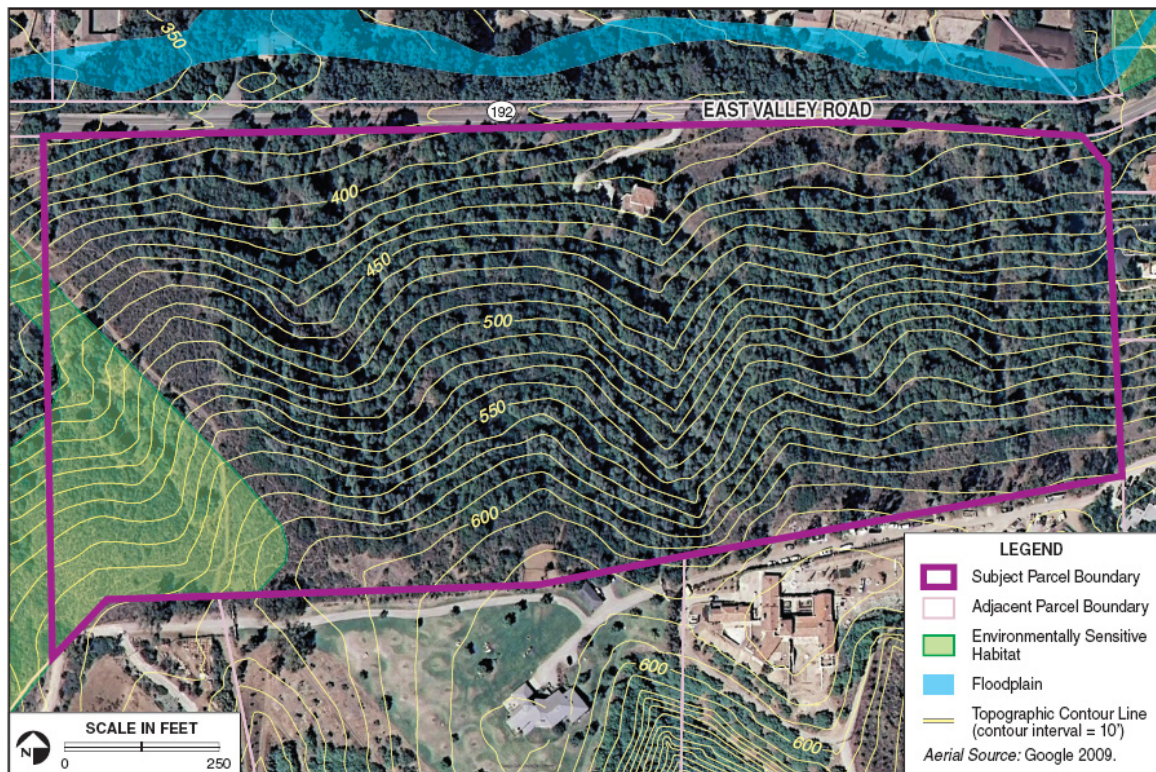 350
192
EAST VALLEY ROAD
400
450
500
550
600
600
600
LEGEND
Subject Parcel Boundary
Adjacent Parcel Boundary
Environmentally Sensitive
Habitat
Floodplain
Topographic Contour Line
(contour interval = 10')
Aerial Source: Google 2009.
SCALE IN FEET
N
0
250